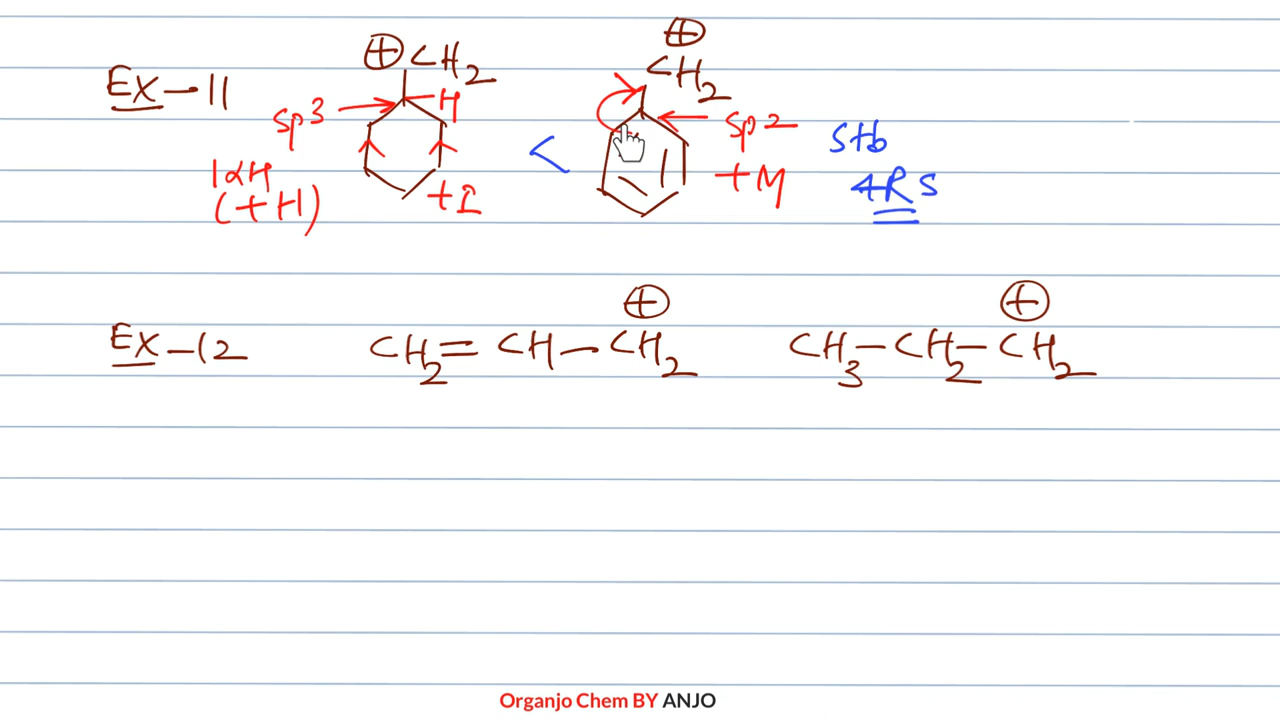 EX-11
⊕CH2
H
sp3
1αH
(+H)
+I
<
⊕
CH2
sp2
+M
Stb
4RS
EX-12
CH2=CH-CH2
⊕
CH3-CH2-CH2
⊕
Organjo Chem BY ANJO